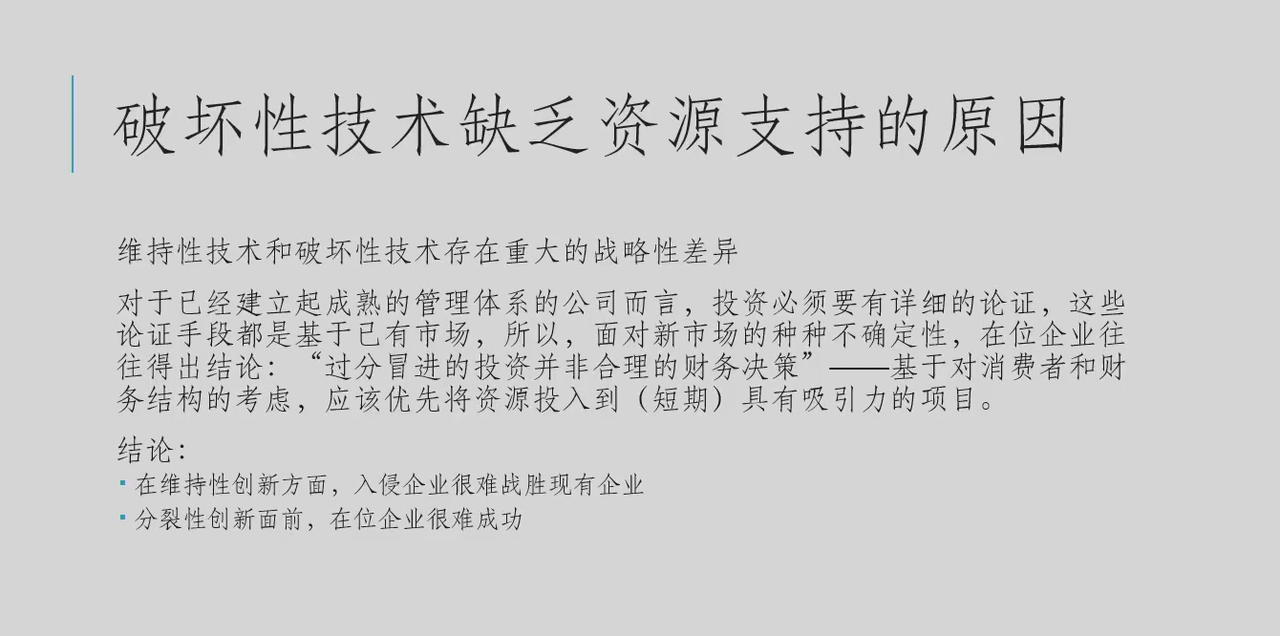 破坏性技术缺乏资源支持的原因
维持性技术和破坏性技术存在重大的战略性差异
对于已经建立起成熟的管理体系的公司而言，投资必须要有详细的论证，这些
论证手段都是基于已有市场，所以，面对新市场的种种不确定性，在位企业往
往得出结论：“过分冒进的投资并非合理的财务决策”——基于对消费者和财
务结构的考虑，应该优先将资源投入到（短期）具有吸引力的项目。
结论：
▪ 在维持性创新方面，入侵企业很难战胜现有企业
▪ 分裂性创新面前，在位企业很难成功